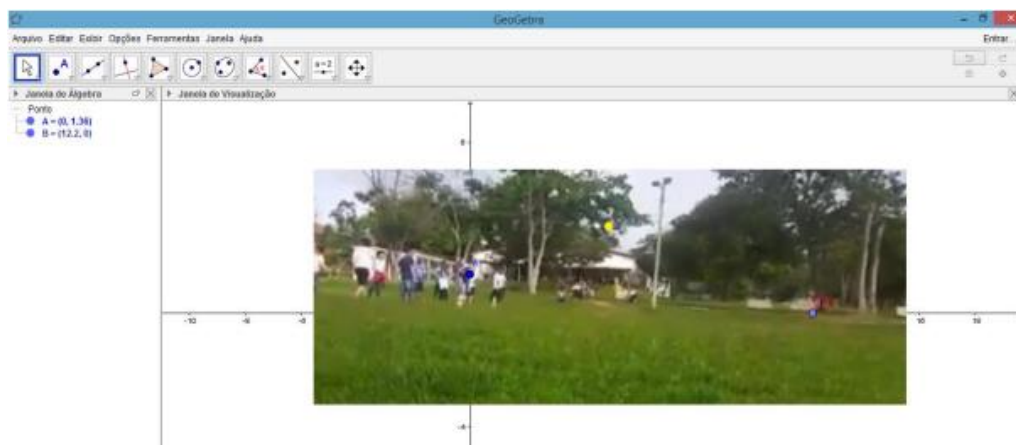 GeoGebra
Arquivo Editar Exibir Opções Ferramentas Janela Ajuda
Entrar...
a=2
Janela de Álgebra
Janela de Visualização
Ponto
A = (0, 1.36)
B = (12.2, 0)